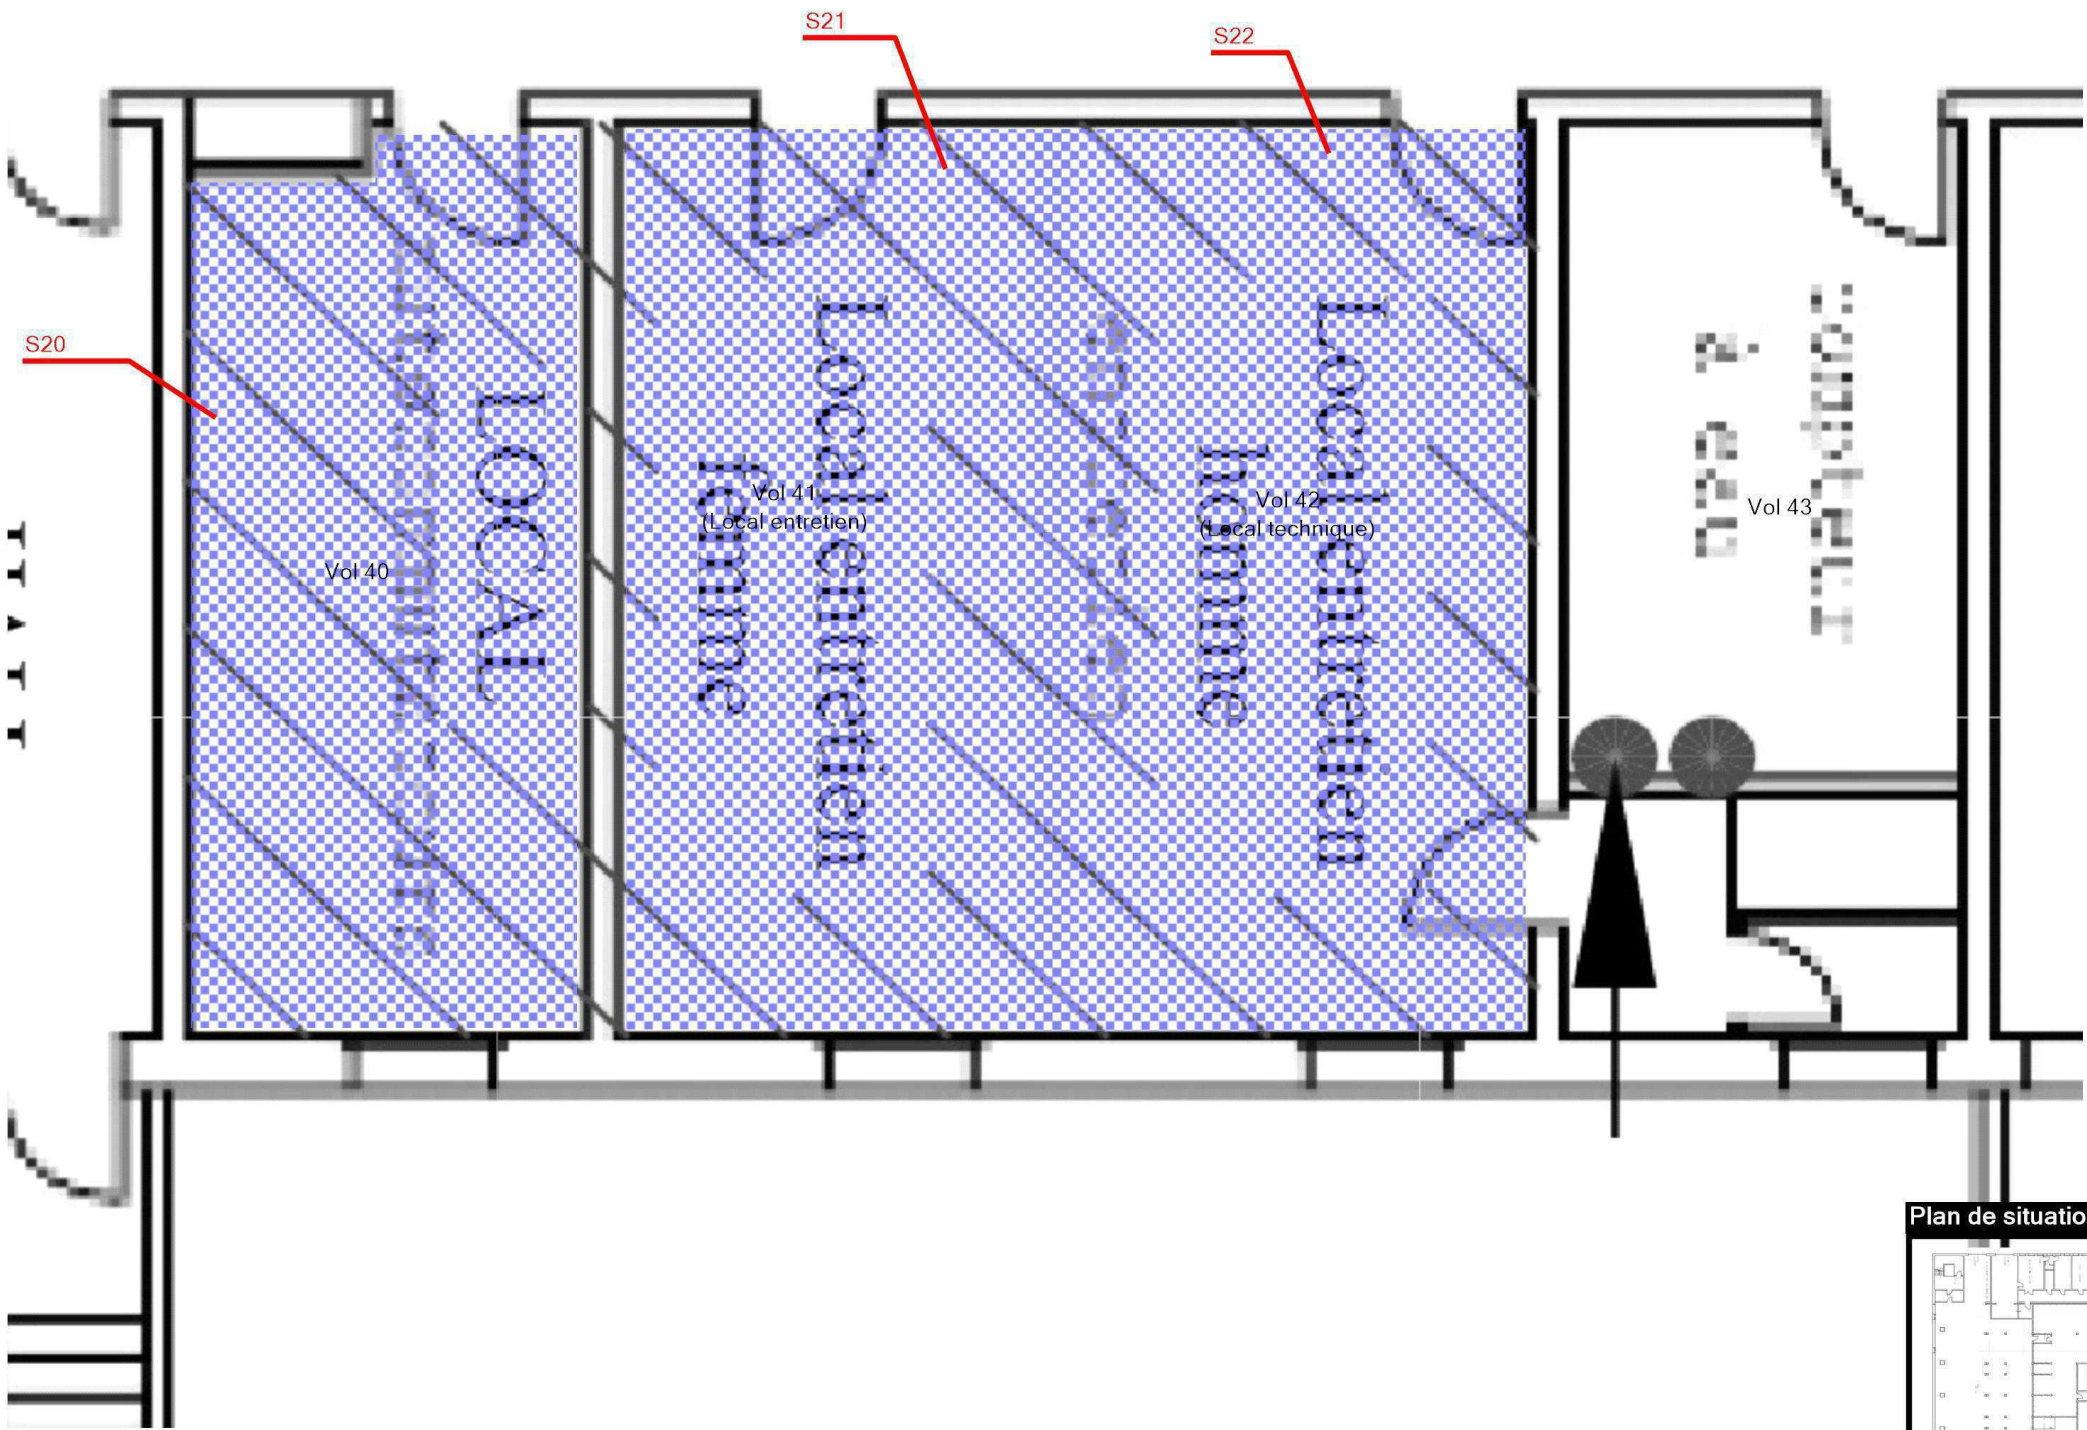 S21
S22
S20
LOCAL
Vol 40
Local entretien
femme
Vol 41
(Local entretien)
Local entretien
homme
Vol 42
(Local technique)
Vol 43
Plan de situatio